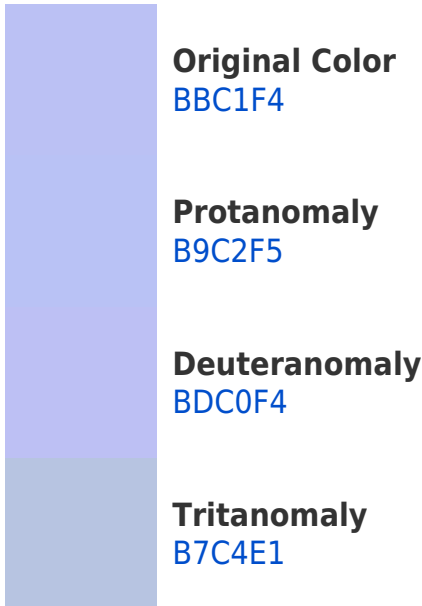 Original Color
BBC1F4
Protanomaly
B9C2F5
Deuteranomaly
BDC0F4
Tritanomaly
B7C4E1